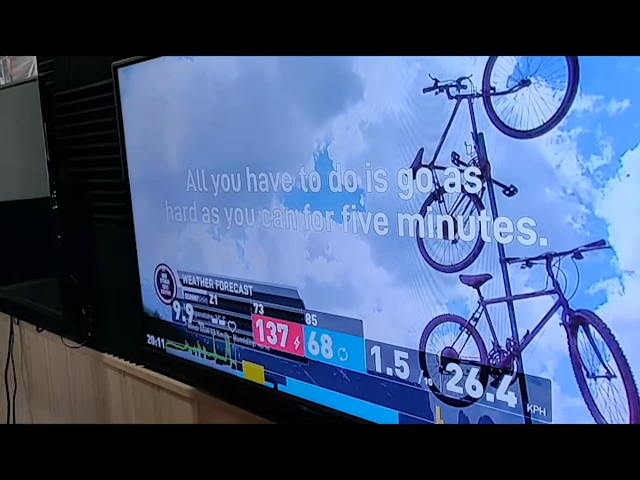 All you have to do is go as
hard as you can for five minutes.
WEATHER FORECAST
21
73
85
9.9
137
68
1.5
26.4
KPH
20:11